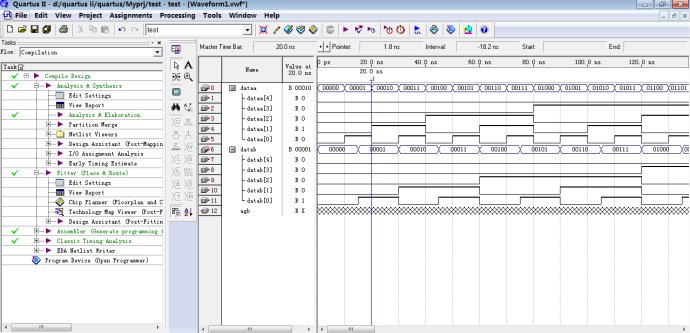 Quartus II - d:/quartus ii/quartus/Myprj/test - test - [Waveform1.vwf*]
File Edit View Project Assignments Processing Tools Window Help
test
Tasks
Flow: Compilation
Task
Compile Design
Analysis & Synthesis
Edit Settings
View Report
Analysis & Elaboration
Partition Merge
Netlist Viewers
Design Assistant (Post-Mapping
I/O Assignment Analysis
Early Timing Estimate
Fitter (Place & Route)
Edit Settings
View Report
Chip Planner (Floorplan and C
Technology Map Viewer (Post-F
Design Assistant (Post-Fittin
Assembler (Generate programming f
Classic Timing Analysis
EDA Netlist Writer
Program Device (Open Programmer)
Master Time Bar: 20.0 ns Pointer: 1.8 ns Interval: -18.2 ns Start: End:
Name Value at 20.0 ns
0 ps 20.0 ns 40.0 ns 60.0 ns 80.0 ns 100.0 ns 120.0 ns
20.0 ns
0 dataa B 00010 00000 00001 00010 00011 00100 00101 00110 00111 01000 01001 01010 01011 01100 1000
1 dataa[4] B 0
2 dataa[3] B 0
3 dataa[2] B 0
4 dataa[1] B 1
5 dataa[0] B 0
6 datab B 00001 00000 00001 00010 00011 00100 00101 00110 00111 01000
7 datab[4] B 0
8 datab[3] B 0
9 datab[2] B 0
10 datab[1] B 0
11 datab[0] B 1
12 agb B X